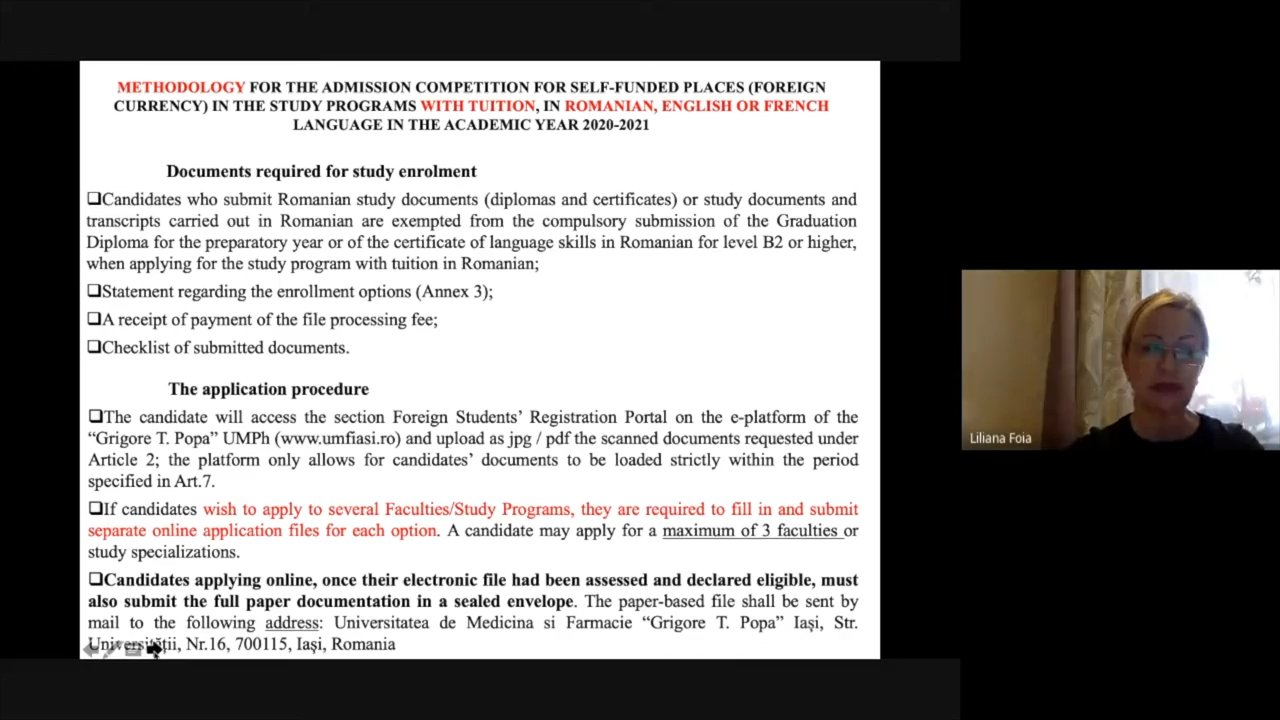 METHODOLOGY FOR THE ADMISSION COMPETITION FOR SELF-FUNDED PLACES (FOREIGN
CURRENCY) IN THE STUDY PROGRAMS WITH TUITION, IN ROMANIAN, ENGLISH OR FRENCH
LANGUAGE IN THE ACADEMIC YEAR 2020-2021
Documents required for study enrolment
❑Candidates who submit Romanian study documents (diplomas and certificates) or study documents and
transcripts carried out in Romanian are exempted from the compulsory submission of the Graduation
Diploma for the preparatory year or of the certificate of language skills in Romanian for level B2 or higher,
when applying for the study program with tuition in Romanian;
❑Statement regarding the enrollment options (Annex 3);
❑A receipt of payment of the file processing fee;
❑Checklist of submitted documents.
The application procedure
❑The candidate will access the section Foreign Students’ Registration Portal on the e-platform of the
“Grigore T. Popa” UMPh (www.umfiasi.ro) and upload as jpg / pdf the scanned documents requested under
Article 2; the platform only allows for candidates’ documents to be loaded strictly within the period
specified in Art.7.
❑If candidates wish to apply to several Faculties/Study Programs, they are required to fill in and submit
separate online application files for each option. A candidate may apply for a maximum of 3 faculties or
study specializations.
❑Candidates applying online, once their electronic file had been assessed and declared eligible, must
also submit the full paper documentation in a sealed envelope. The paper-based file shall be sent by
mail to the following address: Universitatea de Medicina si Farmacie “Grigore T. Popa” Iași, Str.
Universității, Nr.16, 700115, Iași, Romania
Liliana Foia